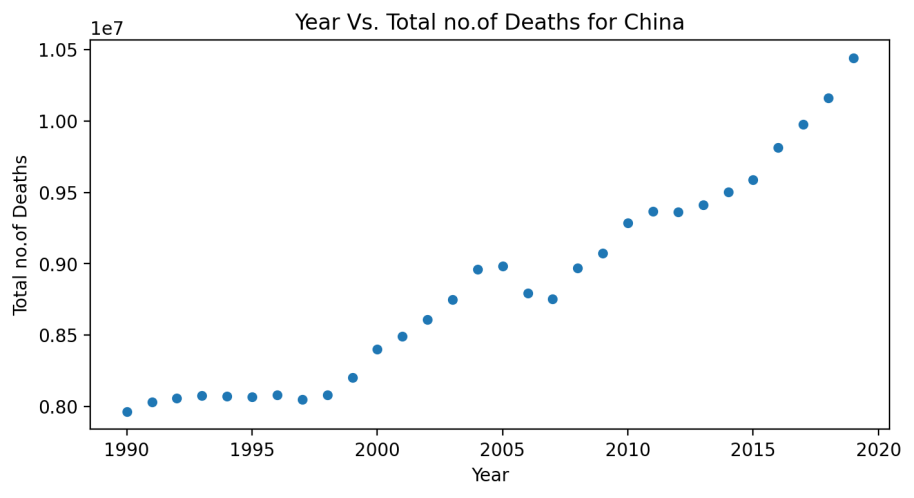 Year Vs. Total no.of Deaths for China
1e7
1.05
1.00
0.95
0.90
0.85
0.80
Total no.of Deaths
1990 1995 2000 2005 2010 2015 2020
Year